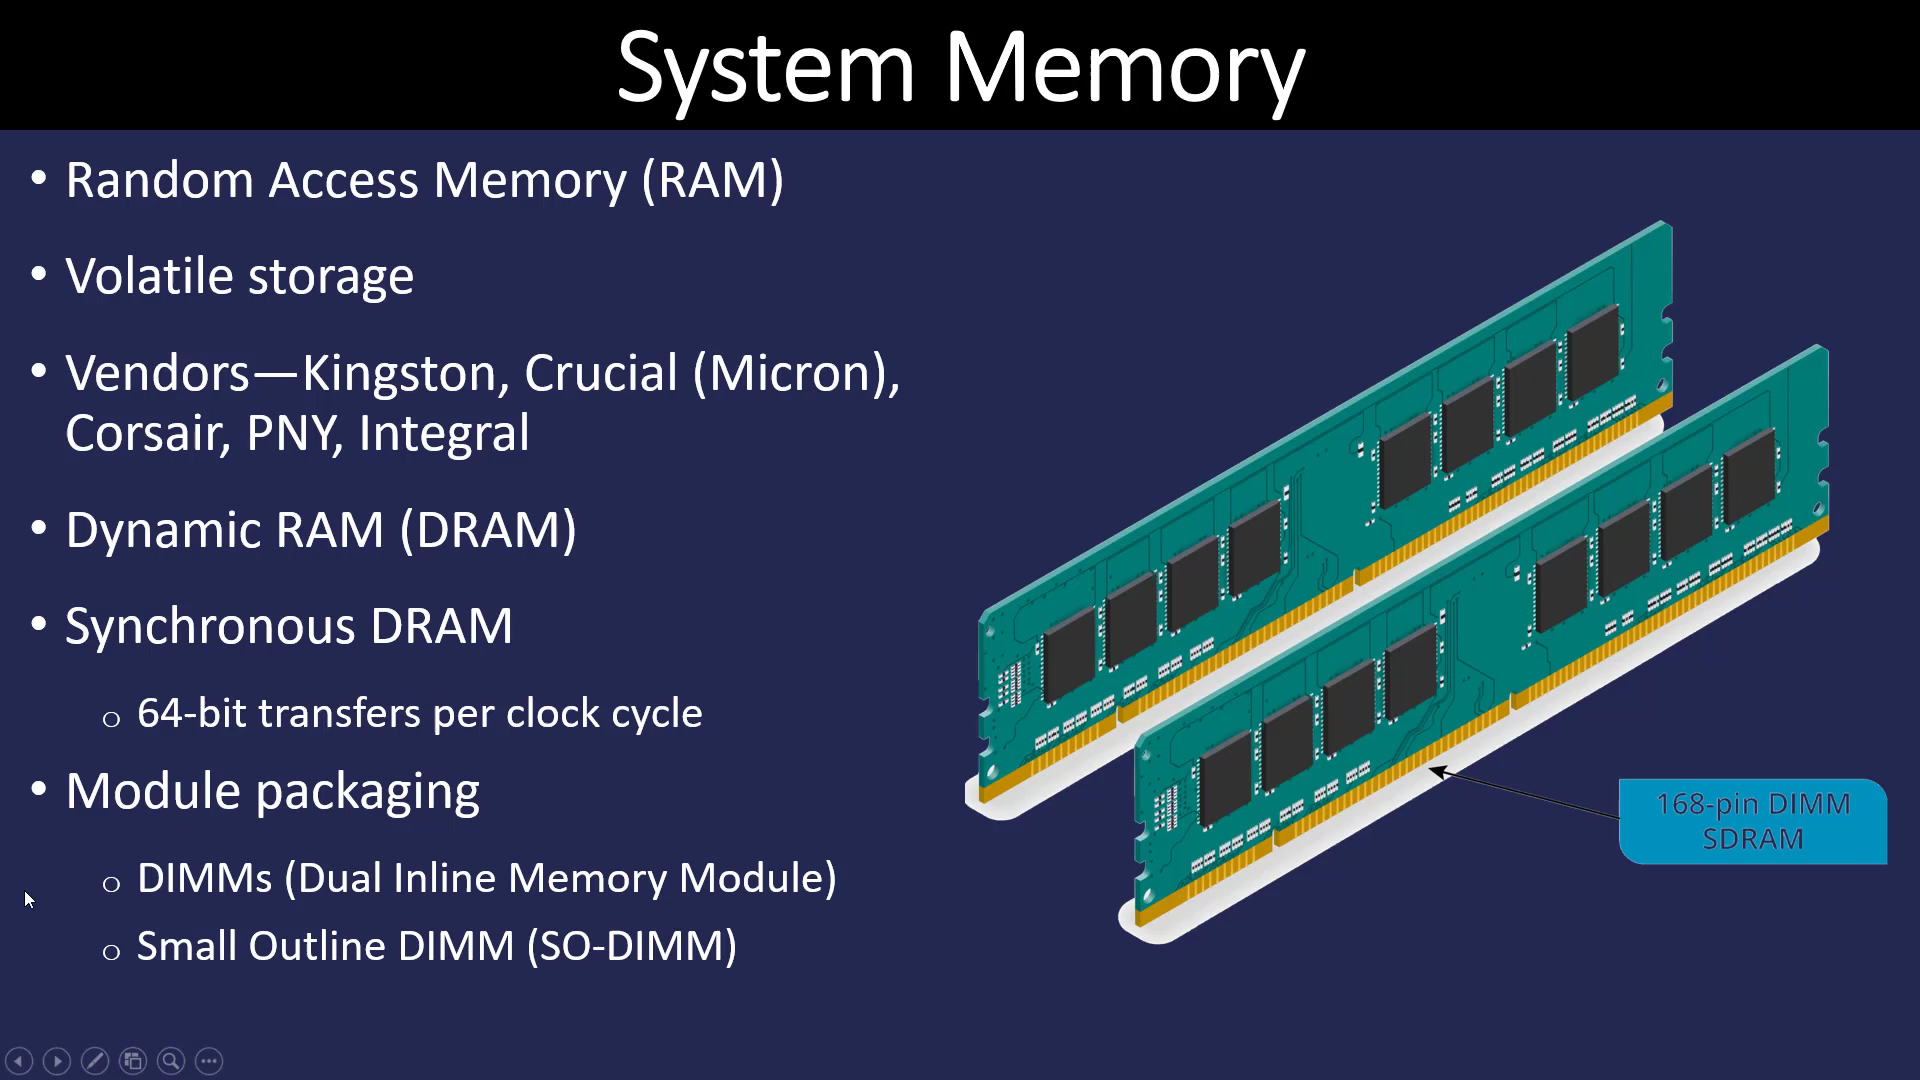 System Memory
• Random Access Memory (RAM)
• Volatile storage
• Vendors—Kingston, Crucial (Micron),
Corsair, PNY, Integral
• Dynamic RAM (DRAM)
• Synchronous DRAM
o 64-bit transfers per clock cycle
• Module packaging
o DIMMs (Dual Inline Memory Module)
o Small Outline DIMM (SO-DIMM)
168-pin DIMM
SDRAM